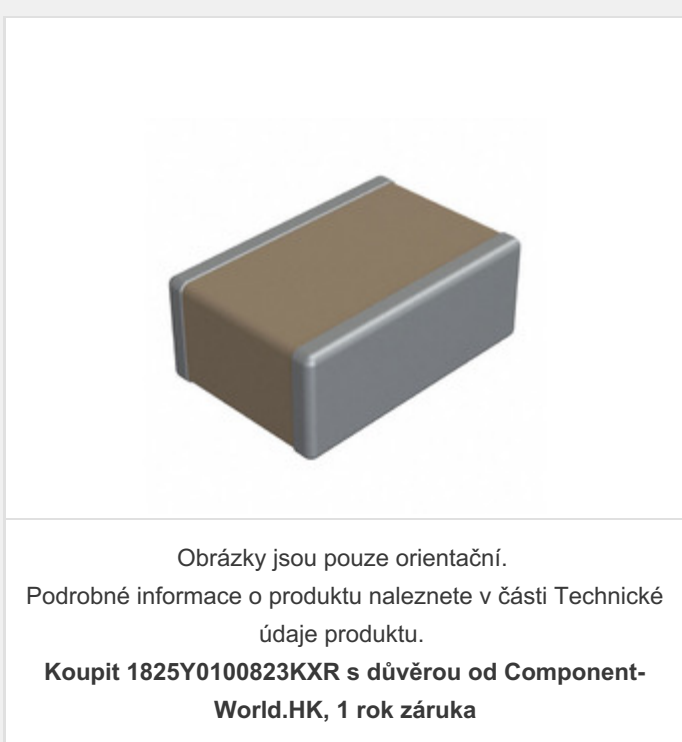 Obrázky jsou pouze orientační.
Podrobné informace o produktu naleznete v části Technické
údaje produktu.
Koupit 1825Y0100823KXR s důvěrou od Component-
World.HK, 1 rok záruka